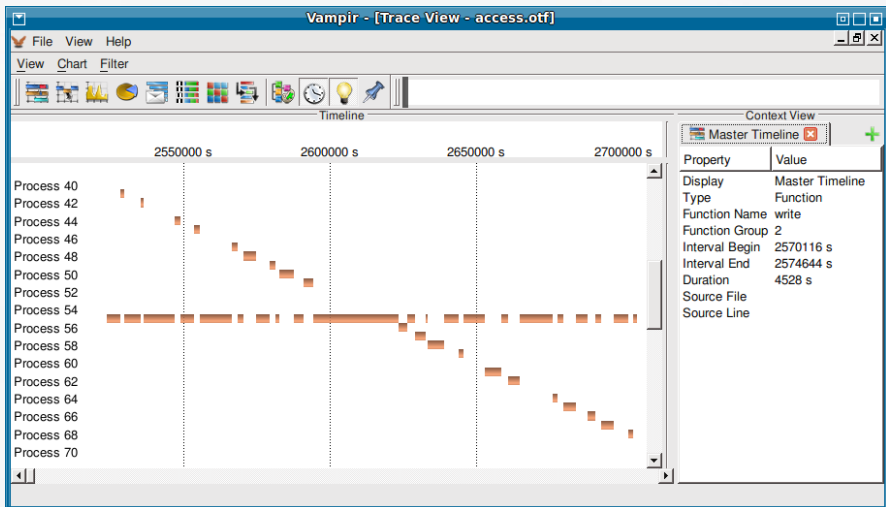 Vampir - [Trace View - access.otf]
File View Help
View Chart Filter
Timeline
2550000 s 2600000 s 2650000 s 2700000 s
Process 40
Process 42
Process 44
Process 46
Process 48
Process 50
Process 52
Process 54
Process 56
Process 58
Process 60
Process 62
Process 64
Process 66
Process 68
Process 70
Context View
Master Timeline
Property Value
Display Master Timeline
Type Function
Function Name write
Function Group 2
Interval Begin 2570116 s
Interval End 2574644 s
Duration 4528 s
Source File
Source Line